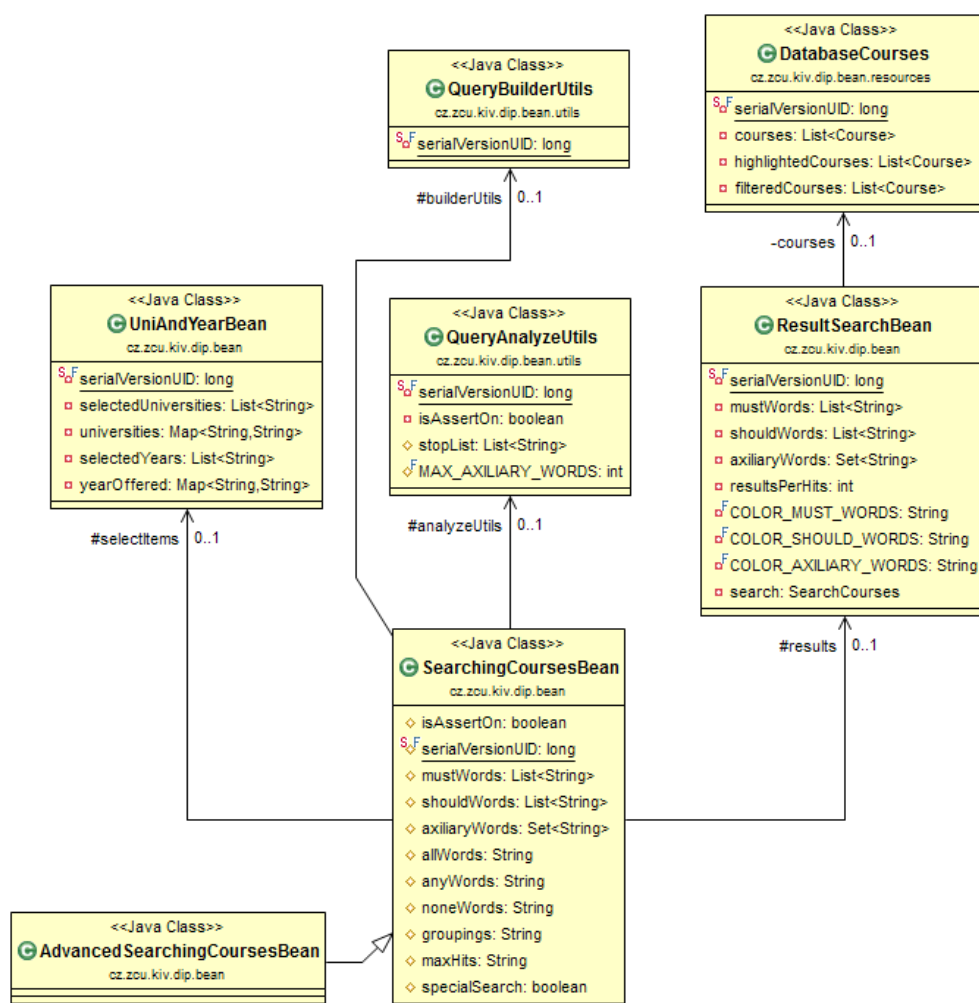 <<Java Class>>
DatabaseCourses
cz.zcu.kiv.dip.bean.resources
SF serialVersionUID: long
courses: List<Course>
highlightedCourses: List<Course>
filteredCourses: List<Course>
<<Java Class>>
C QueryBuilderUtils
cz.zcu.kiv.dip.bean.utils
SF serialVersionUID: long
#builderUtils 0..1
-courses 0..1
<<Java Class>>
C UniAndYearBean
cz.zcu.kiv.dip.bean
SF serialVersionUID: long
selectedUniversities: List<String>
universities: Map<String,String>
selectedYears: List<String>
yearOffered: Map<String,String>
#selectItems 0..1
<<Java Class>>
C QueryAnalyzeUtils
cz.zcu.kiv.dip.bean.utils
SF serialVersionUID: long
isAssertOn: boolean
stopList: List<String>
F MAX_AXILIARY_WORDS: int
#analyzeUtils 0..1
<<Java Class>>
C ResultSearchBean
cz.zcu.kiv.dip.bean
SF serialVersionUID: long
mustWords: List<String>
shouldWords: List<String>
axiliaryWords: Set<String>
resultsPerHits: int
F COLOR_MUST_WORDS: String
F COLOR_SHOULD_WORDS: String
F COLOR_AXILIARY_WORDS: String
search: SearchCourses
#results 0..1
<<Java Class>>
C SearchingCoursesBean
cz.zcu.kiv.dip.bean
isAssertOn: boolean
SF serialVersionUID: long
mustWords: List<String>
shouldWords: List<String>
axiliaryWords: Set<String>
allWords: String
anyWords: String
noneWords: String
groupings: String
maxHits: String
specialSearch: boolean
<<Java Class>>
C AdvancedSearchingCoursesBean
cz.zcu.kiv.dip.bean